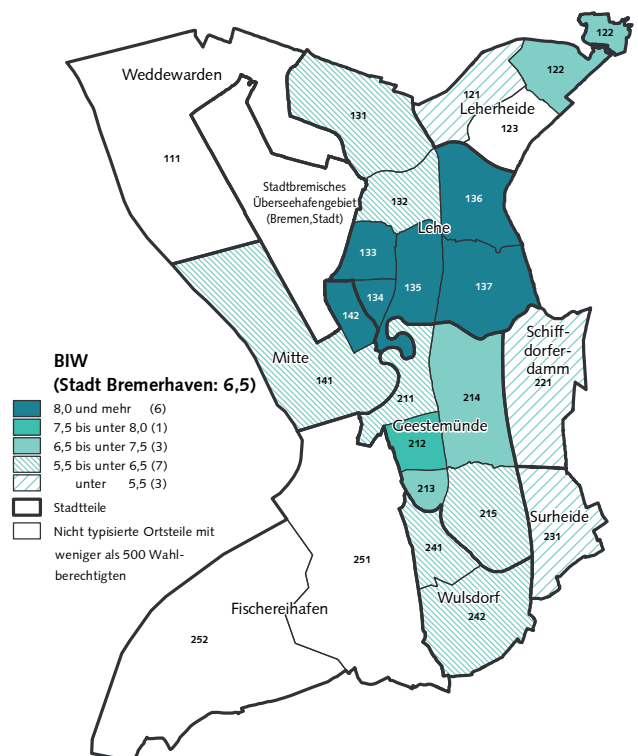 122
122
Weddewarden
121
Leherheide
131
123
111
Stadtbremisches
Überseehafengebiet
(Bremen,Stadt)
132
136
Lehe
133
135
137
134
142
Schiff-
dorfer-
damm
221
Mitte
141
BIW
(Stadt Bremerhaven: 6,5)
8,0 und mehr (6)
7,5 bis unter 8,0 (1)
6,5 bis unter 7,5 (3)
5,5 bis unter 6,5 (7)
unter 5,5 (3)
Stadtteile
Nicht typisierte Ortsteile mit
weniger als 500 Wahl-
berechtigten
211
214
Geestemünde
212
213
215
Surheide
231
241
251
Wulsdorf
242
Fischereihafen
252